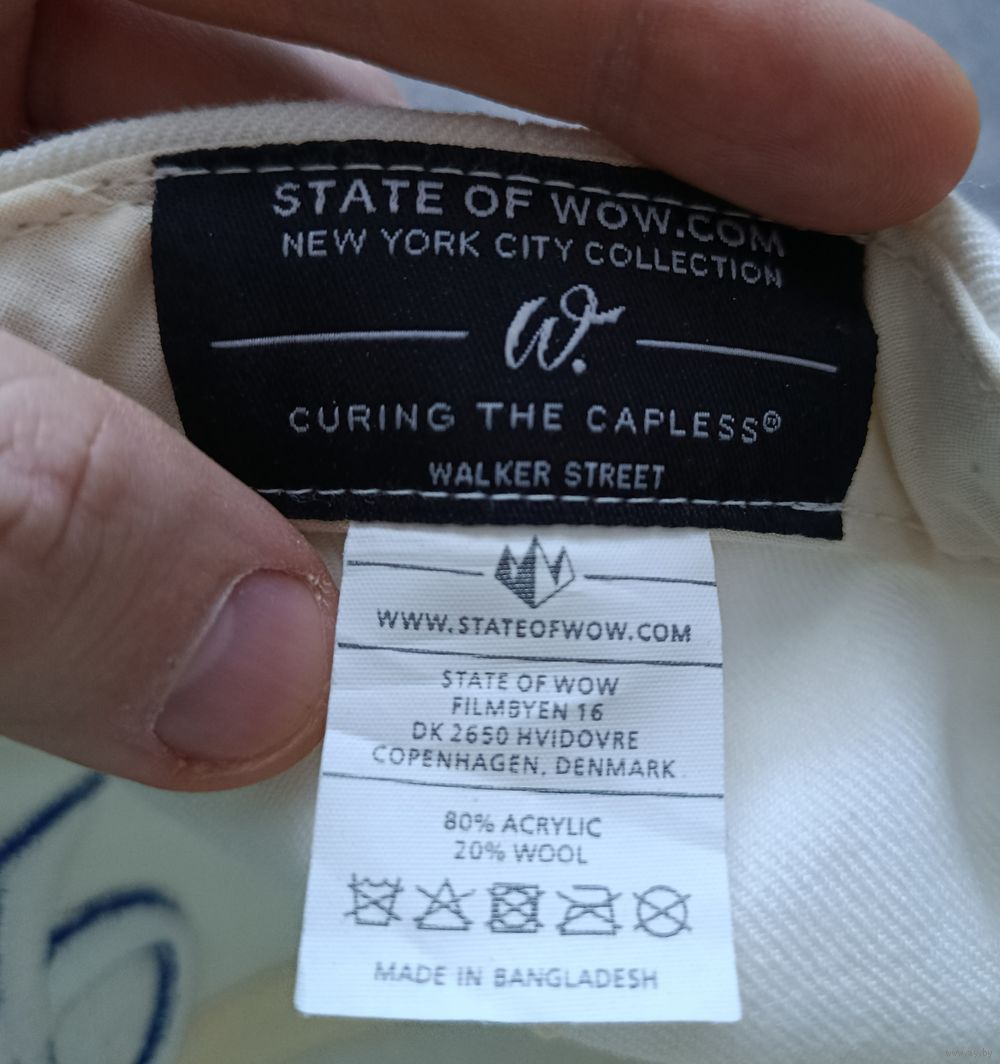 STATE OF WOW.COM
NEW YORK CITY COLLECTION
W.
CURING THE CAPLESS®
WALKER STREET
WWW.STATEOFWOW.COM
STATE OF WOW
FILMBYEN 16
DK 2650 HVIDOVRE
COPENHAGEN, DENMARK
80% ACRYLIC
20% WOOL
MADE IN BANGLADESH